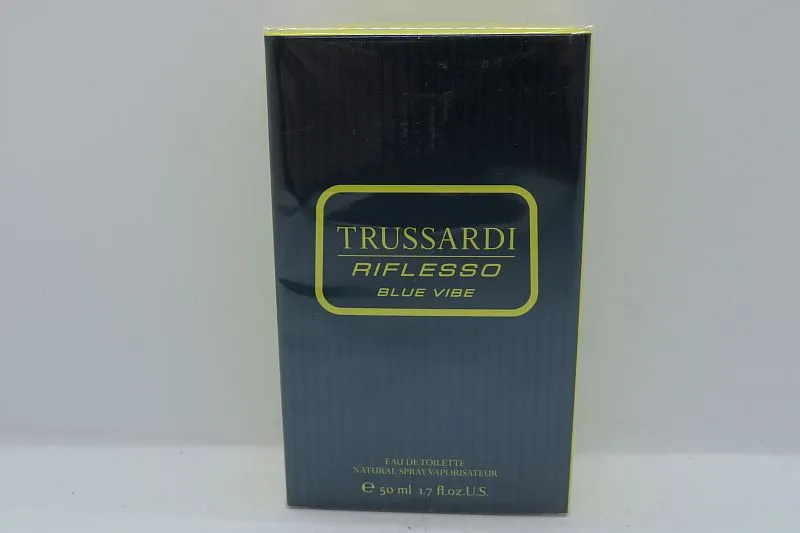 TRUSSARDI
RIFLESSO
BLUE VIBE
EAU DE TOILETTE
NATURAL SPRAY VAPORISATEUR
℮ 50 ml 1.7 fl.oz.U.S.